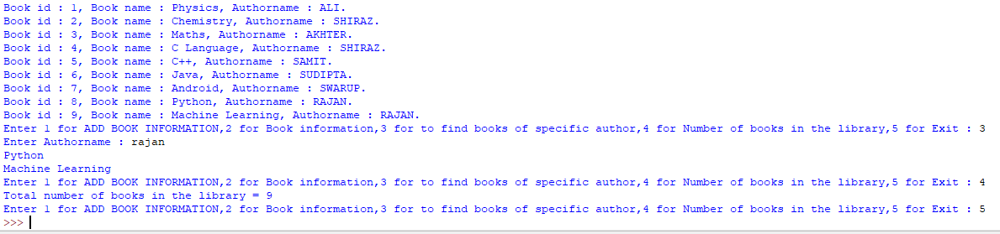 Book id : 1, Book name : Physics, Authorname : ALI.
Book id : 2, Book name : Chemistry, Authorname : SHIRAZ.
Book id : 3, Book name : Maths, Authorname : AKHTER.
Book id : 4, Book name : C Language, Authorname : SHIRAZ.
Book id : 5, Book name : C++, Authorname : SAMIT.
Book id : 6, Book name : Java, Authorname : SUDIPTA.
Book id : 7, Book name : Android, Authorname : SWARUP.
Book id : 8, Book name : Python, Authorname : RAJAN.
Book id : 9, Book name : Machine Learning, Authorname : RAJAN.
Enter 1 for ADD BOOK INFORMATION,2 for Book information,3 for to find books of specific author,4 for Number of books in the library,5 for Exit : 3
Enter Authorname : rajan
Python
Machine Learning
Enter 1 for ADD BOOK INFORMATION,2 for Book information,3 for to find books of specific author,4 for Number of books in the library,5 for Exit : 4
Total number of books in the library = 9
Enter 1 for ADD BOOK INFORMATION,2 for Book information,3 for to find books of specific author,4 for Number of books in the library,5 for Exit : 5
>>>